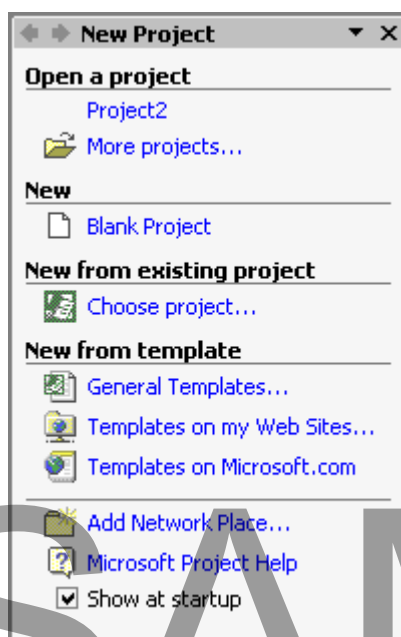 New Project
Open a project
Project2
More projects...
New
Blank Project
New from existing project
Choose project...
New from template
General Templates...
Templates on my Web Sites...
Templates on Microsoft.com
Add Network Place...
Microsoft Project Help
Show at startup